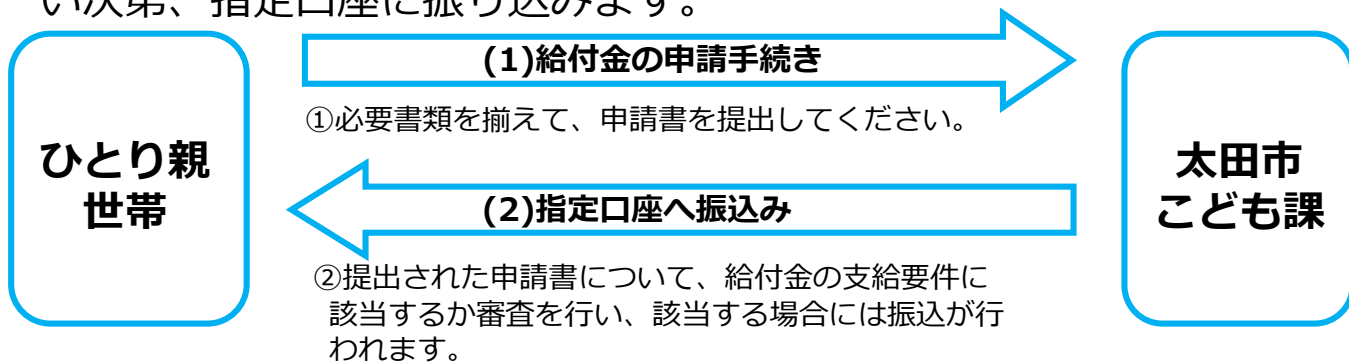 い次第、指定口座に振り込みます。
(1)給付金の申請手続き
①必要書類を揃えて、申請書を提出してください。
ひとり親
世帯
太田市
こども課
(2)指定口座へ振込み
②提出された申請書について、給付金の支給要件に
該当するか審査を行い、該当する場合には振込が行
われます。